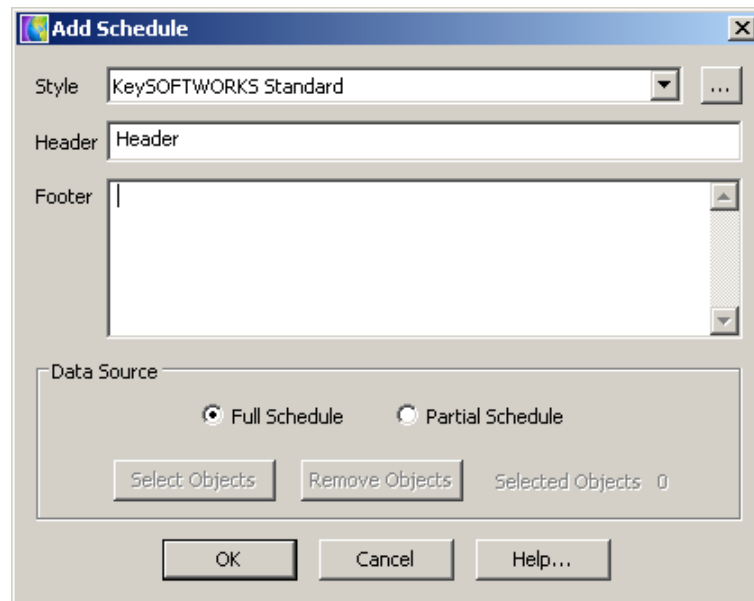 Add Schedule
Style KeySOFTWORKS Standard ...
Header Header
Footer
Data Source
Full Schedule Partial Schedule
Select Objects Remove Objects Selected Objects 0
OK Cancel Help...